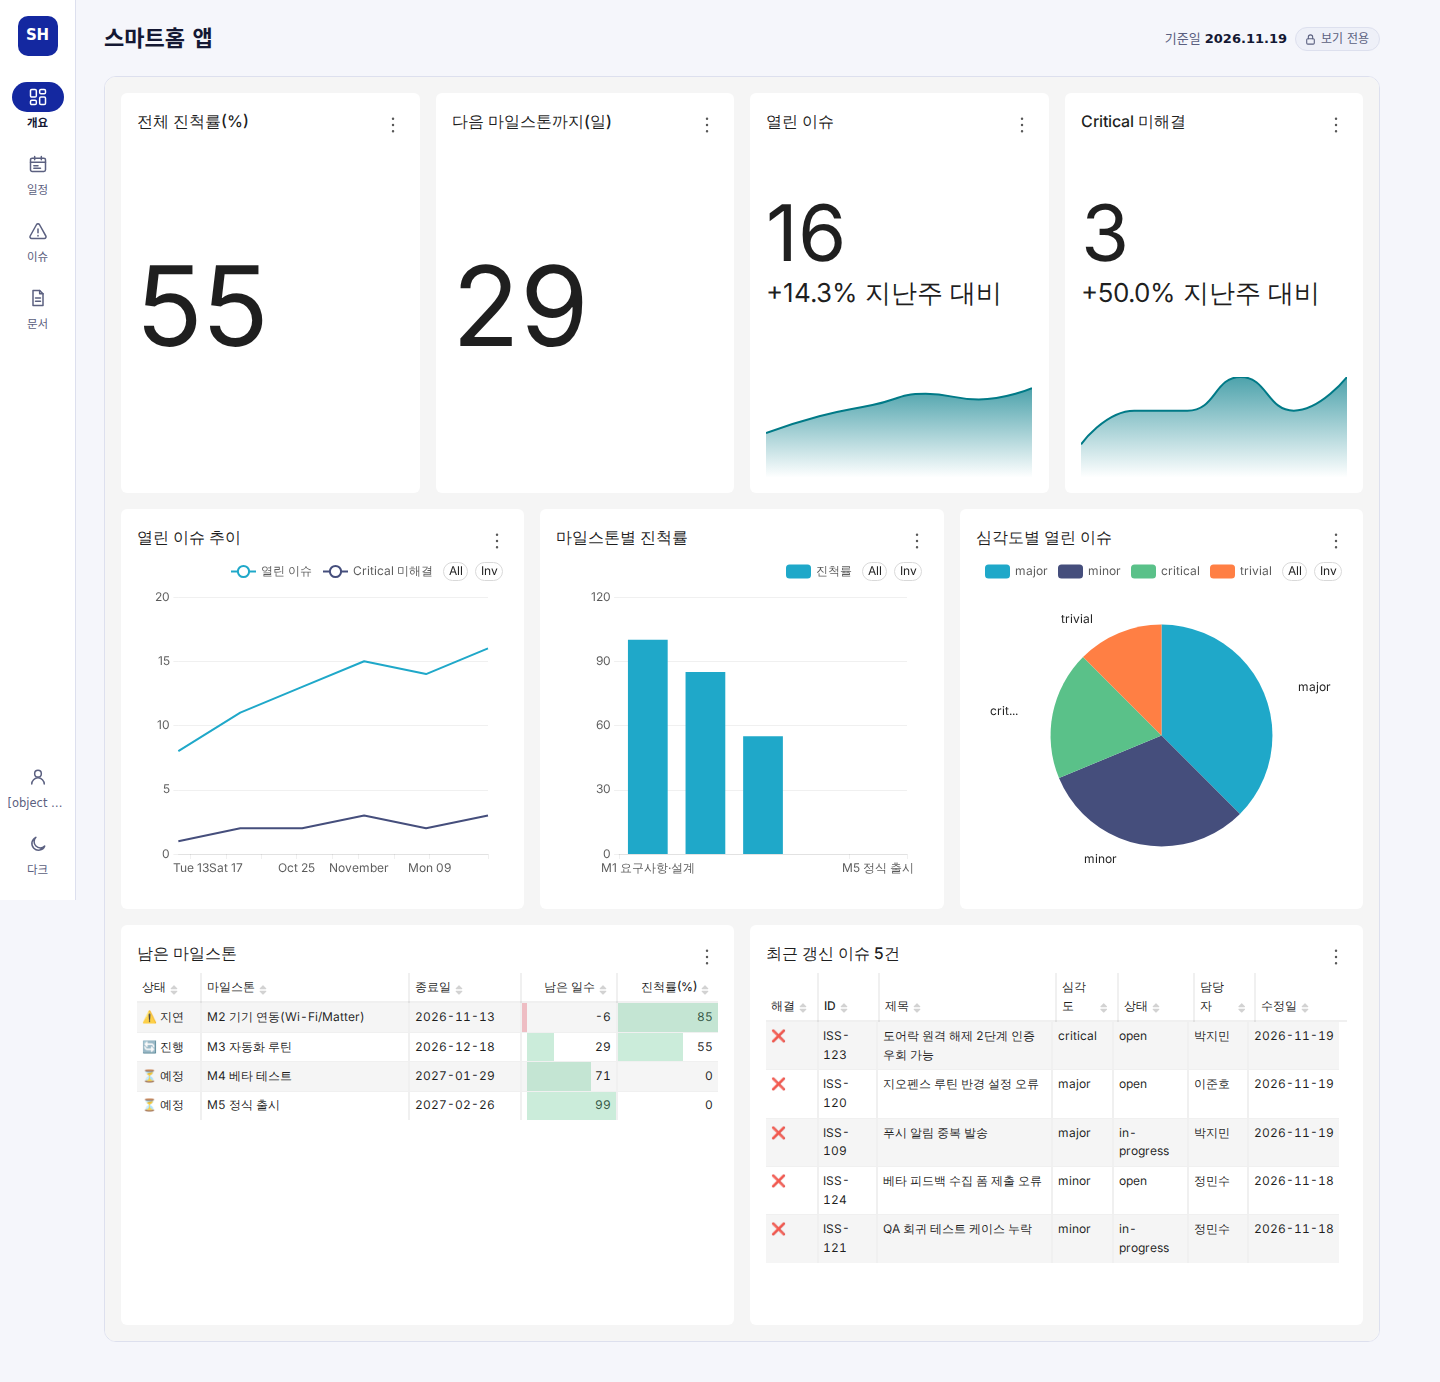 SH
개요
일정
이슈
문서
[object ...
다크
스마트홈 앱
기준일 2026.11.19 보기 전용
전체 진척률(%)
55
다음 마일스톤까지(일)
29
열린 이슈
16
+14.3% 지난주 대비
Critical 미해결
3
+50.0% 지난주 대비
열린 이슈 추이
열린 이슈 Critical 미해결 All Inv
20
15
10
5
0
Tue 13 Sat 17 Oct 25 November Mon 09
마일스톤별 진척률
진척률 All Inv
120
90
60
30
0
M1 요구사항·설계 M5 정식 출시
심각도별 열린 이슈
major minor critical trivial All Inv
trivial
major
crit...
minor
남은 마일스톤
상태 마일스톤 종료일 남은 일수 진척률(%)
지연 M2 기기 연동(Wi-Fi/Matter) 2026-11-13 -6 85
진행 M3 자동화 루틴 2026-12-18 29 55
예정 M4 베타 테스트 2027-01-29 71 0
예정 M5 정식 출시 2027-02-26 99 0
최근 갱신 이슈 5건
해결 ID 제목 심각도 상태 담당자 수정일
ISS-123 도어락 원격 해제 2단계 인증 우회 가능 critical open 박지민 2026-11-19
ISS-120 지오펜스 루틴 반경 설정 오류 major open 이준호 2026-11-19
ISS-109 푸시 알림 중복 발송 major in-progress 박지민 2026-11-19
ISS-124 베타 피드백 수집 폼 제출 오류 minor open 정민수 2026-11-18
ISS-121 QA 회귀 테스트 케이스 누락 minor in-progress 정민수 2026-11-18